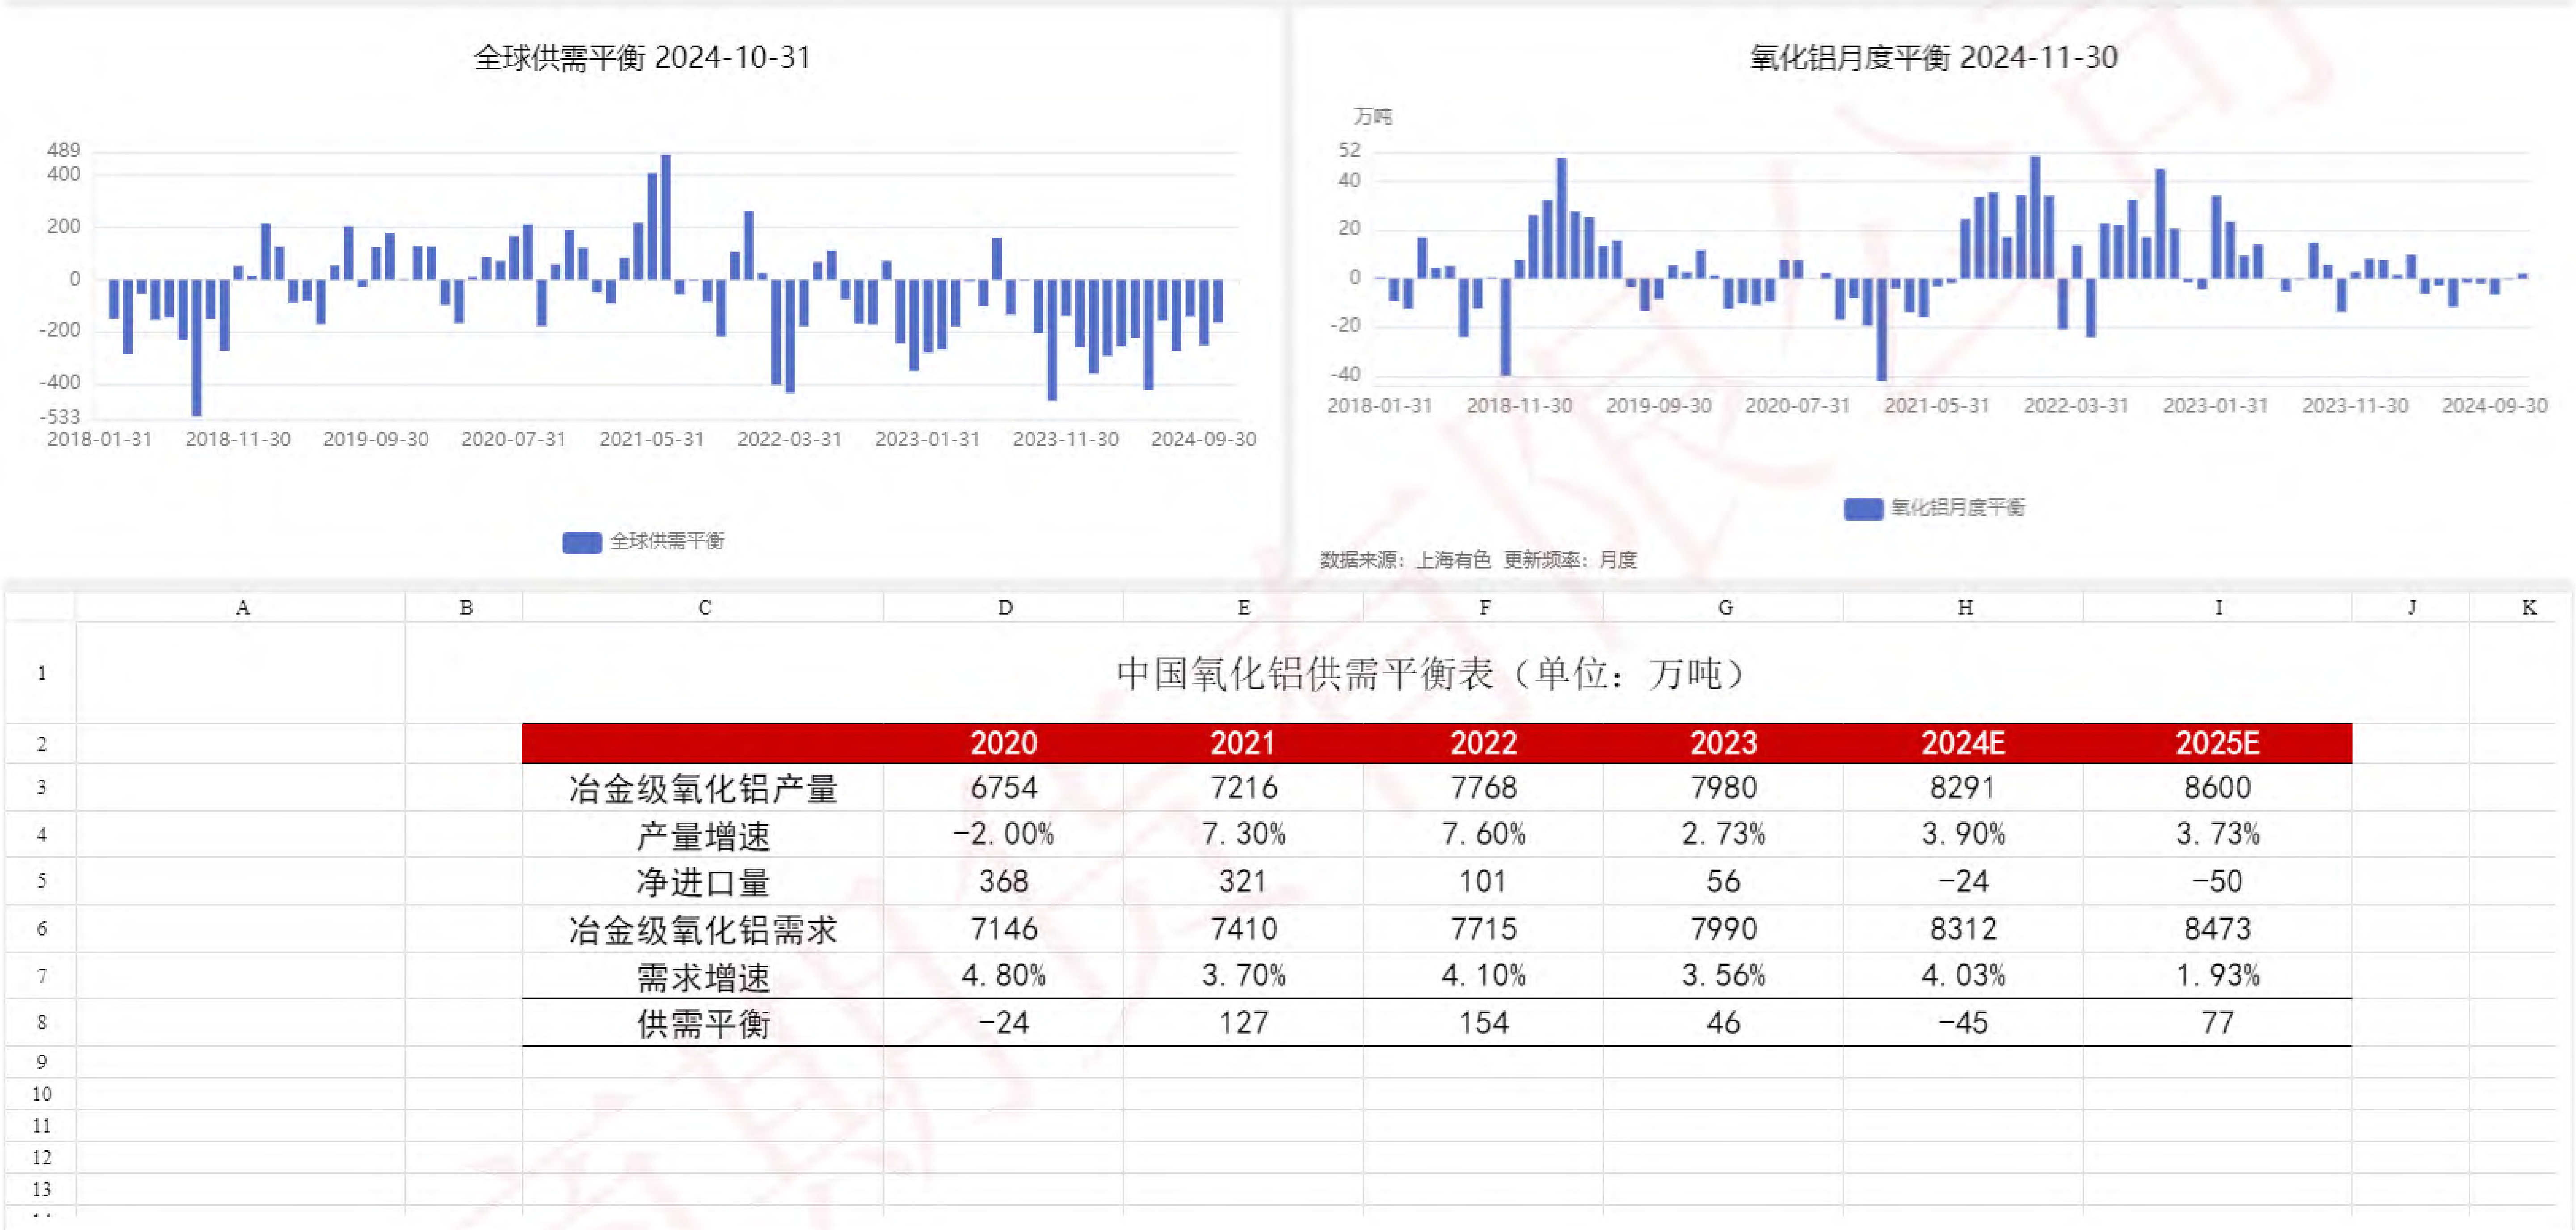 全球供需平衡 2024-10-31
489
400
200
0
-200
-400
-533
2018-01-31 2018-11-30 2019-09-30 2020-07-31 2021-05-31 2022-03-31 2023-01-31 2023-11-30 2024-09-30
全球供需平衡
氧化铝月度平衡 2024-11-30
万吨
52
40
20
0
-20
-40
2018-01-31 2018-11-30 2019-09-30 2020-07-31 2021-05-31 2022-03-31 2023-01-31 2023-11-30 2024-09-30
氧化铝月度平衡
数据来源：上海有色 更新频率：月度
A B C D E F G H I J K
1 中国氧化铝供需平衡表（单位：万吨）
2 2020 2021 2022 2023 2024E 2025E
3 冶金级氧化铝产量 6754 7216 7768 7980 8291 8600
4 产量增速 -2.00% 7.30% 7.60% 2.73% 3.90% 3.73%
5 净进口量 368 321 101 56 -24 -50
6 冶金级氧化铝需求 7146 7410 7715 7990 8312 8473
7 需求增速 4.80% 3.70% 4.10% 3.56% 4.03% 1.93%
8 供需平衡 -24 127 154 46 -45 77
9
10
11
12
13